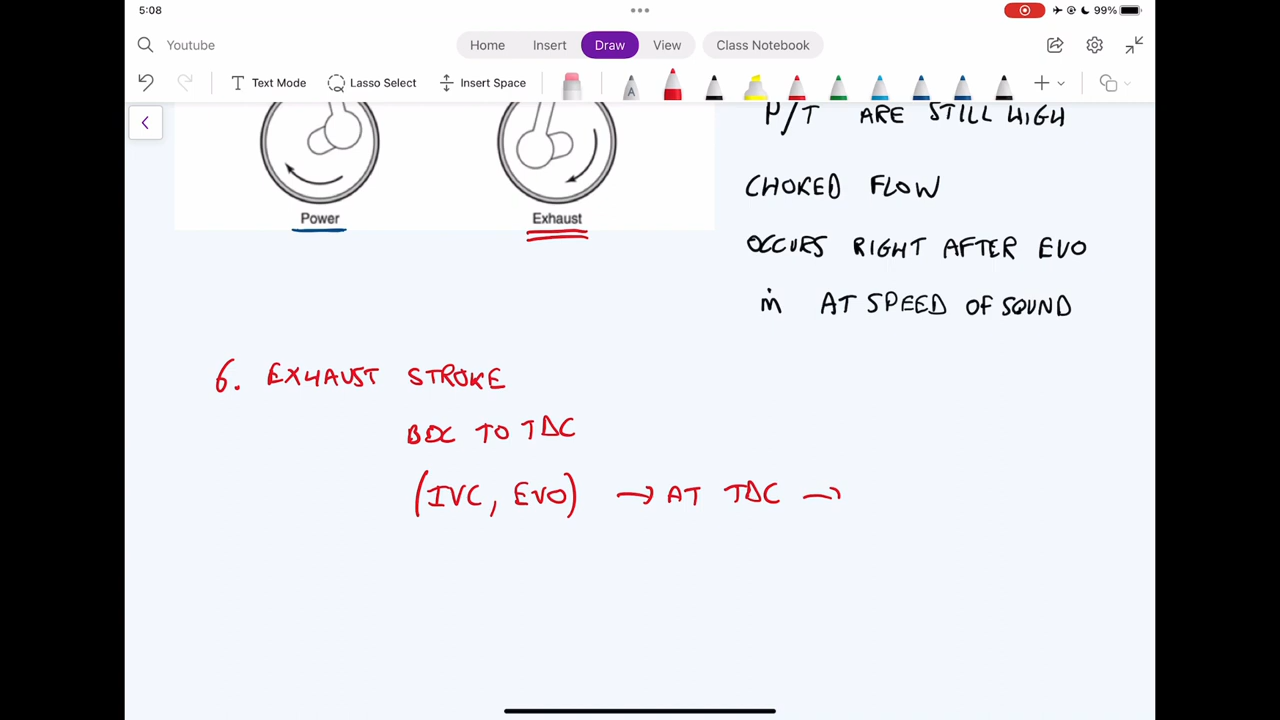 5:08
99%
Youtube
Home Insert Draw View Class Notebook
Text Mode Lasso Select Insert Space
A
P/T ARE STILL HIGH
CHOKED FLOW
Power Exhaust
OCCURS RIGHT AFTER EVO
ṁ AT SPEED OF SOUND
6. EXHAUST STROKE
BDC TO TDC
(IVC, EVO) → AT TDC →